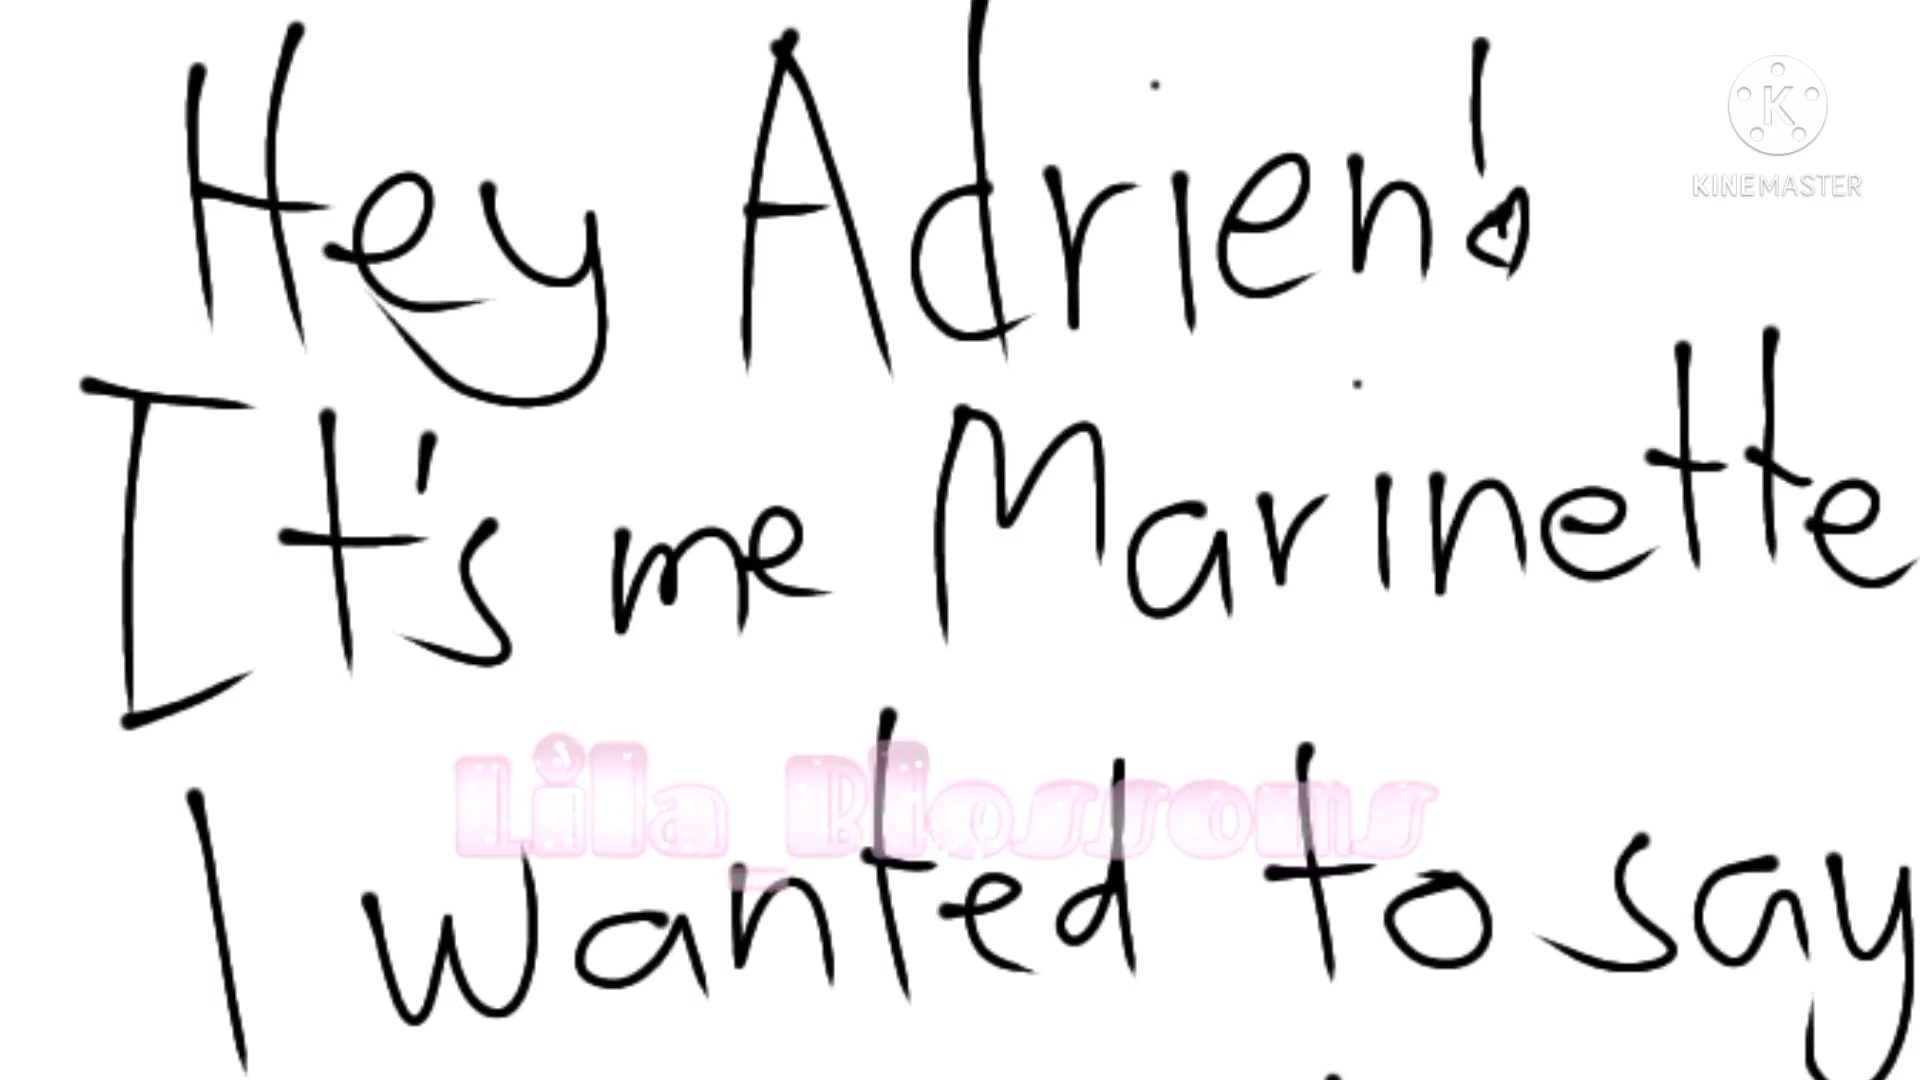 Hey Adrien!
KINEMASTER
It's me Marinette
Lila_Blossoms
I wanted to say